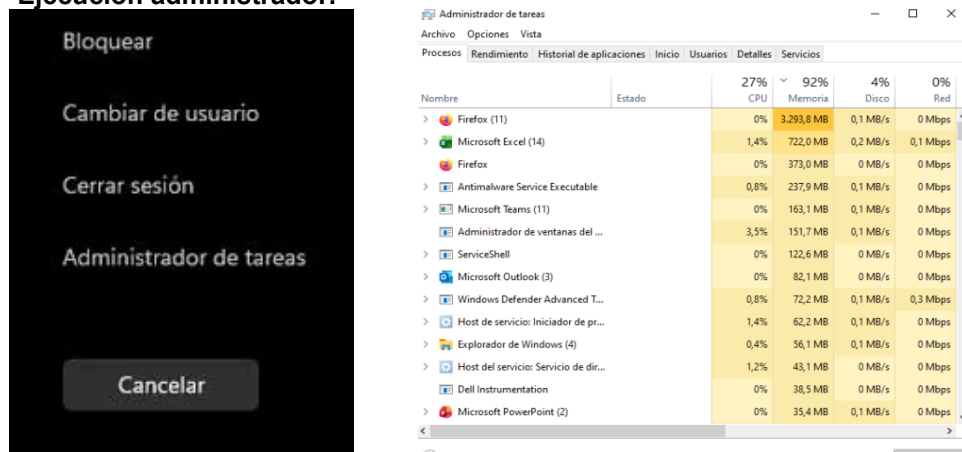 Ejecución administrador:
Bloquear
Cambiar de usuario
Cerrar sesión
Administrador de tareas
Cancelar
Administrador de tareas
Archivo Opciones Vista
Procesos Rendimiento Historial de aplicaciones Inicio Usuarios Detalles Servicios
27% 92% 4% 0%
Nombre Estado CPU Memoria Disco Red
Firefox (11) 0% 3.293,8 MB 0,1 MB/s 0 Mbps
Microsoft Excel (14) 1,4% 722,0 MB 0,2 MB/s 0,1 Mbps
Firefox 0% 373,0 MB 0 MB/s 0 Mbps
Antimalware Service Executable 0,8% 237,9 MB 0,1 MB/s 0 Mbps
Microsoft Teams (11) 0% 163,1 MB 0,1 MB/s 0 Mbps
Administrador de ventanas del ... 3,5% 151,7 MB 0,1 MB/s 0 Mbps
ServiceShell 0% 122,6 MB 0 MB/s 0 Mbps
Microsoft Outlook (3) 0% 82,1 MB 0 MB/s 0 Mbps
Windows Defender Advanced T... 0,8% 72,2 MB 0,1 MB/s 0,3 Mbps
Host de servicio: Iniciador de pr... 1,4% 62,2 MB 0,1 MB/s 0 Mbps
Explorador de Windows (4) 0,4% 56,1 MB 0,1 MB/s 0 Mbps
Host del servicio: Servicio de dir... 1,2% 43,1 MB 0 MB/s 0 Mbps
Dell Instrumentation 0% 38,5 MB 0 MB/s 0 Mbps
Microsoft PowerPoint (2) 0% 35,4 MB 0,1 MB/s 0 Mbps